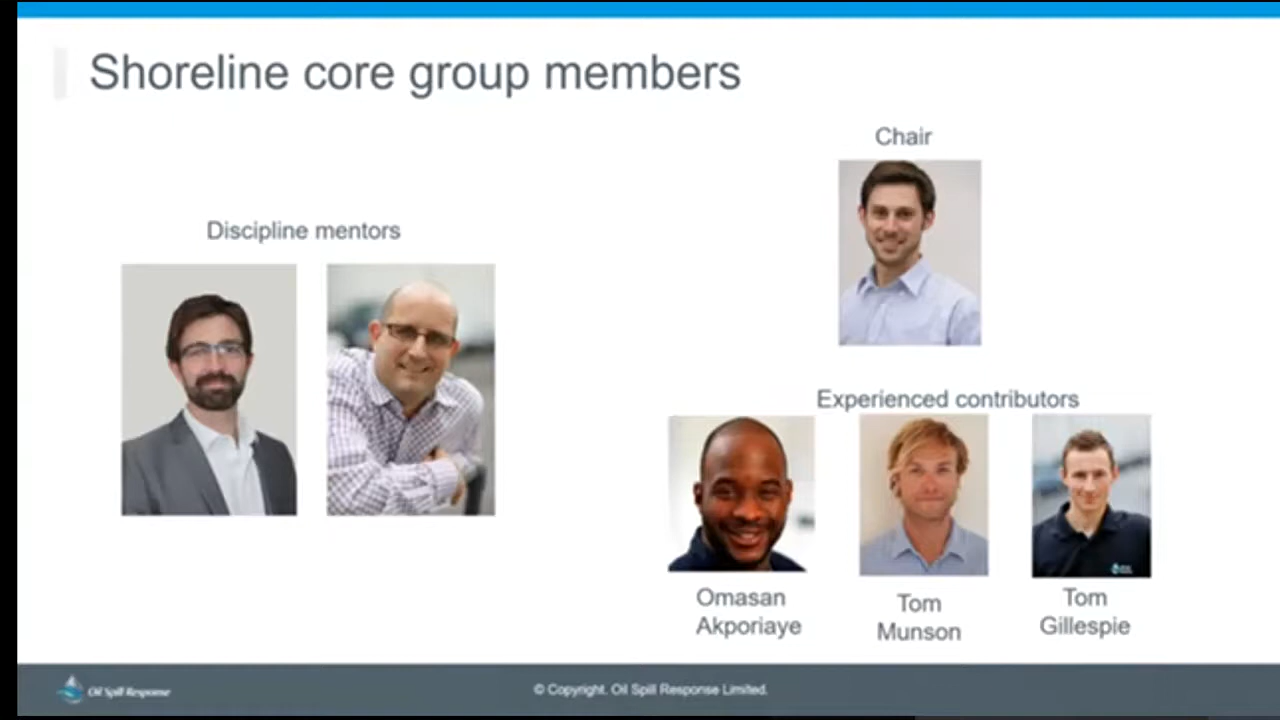 Shoreline core group members
Chair
Discipline mentors
Experienced contributors
Omasan
Akporiaye
Tom
Munson
Tom
Gillespie
Oil Spill Response
© Copyright. Oil Spill Response Limited.